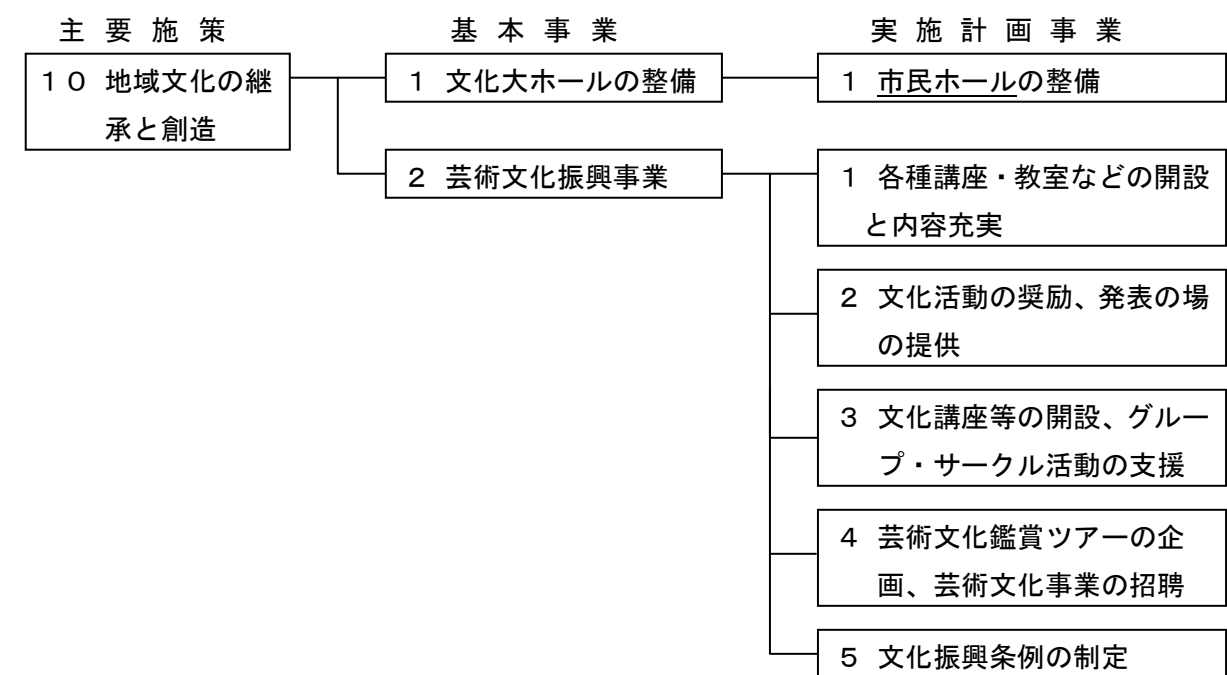 主要施策
基本事業
実施計画事業
１０ 地域文化の継
承と創造
１ 文化大ホールの整備
１ 市民ホールの整備
２ 芸術文化振興事業
１ 各種講座・教室などの開設
と内容充実
２ 文化活動の奨励、発表の場
の提供
３ 文化講座等の開設、グルー
プ・サークル活動の支援
４ 芸術文化鑑賞ツアーの企
画、芸術文化事業の招聘
５ 文化振興条例の制定